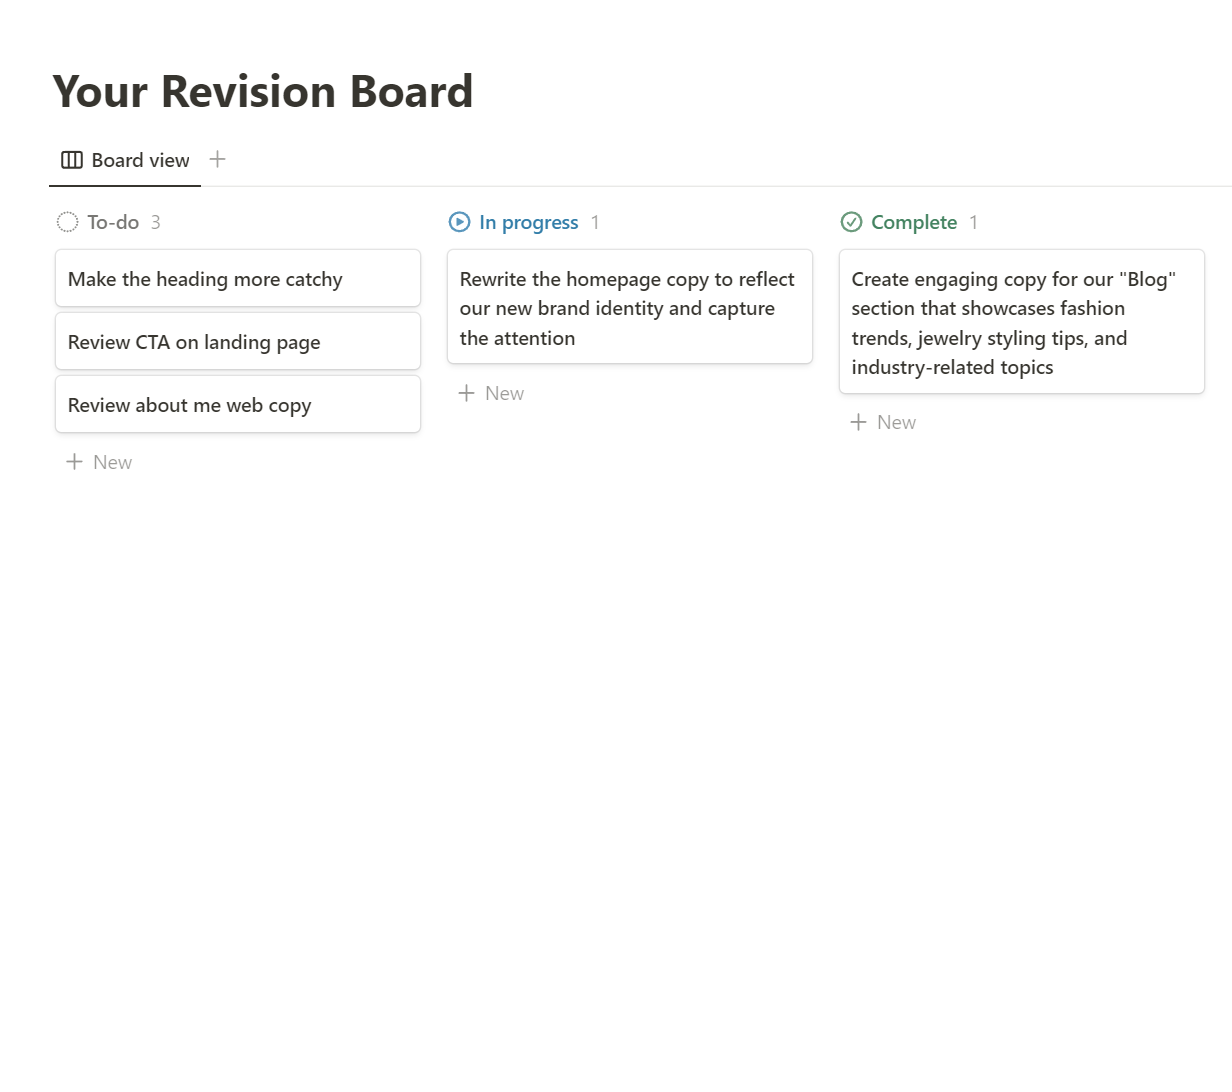 Your Revision Board
Board view
To-do 3
Make the heading more catchy
Review CTA on landing page
Review about me web copy
New
In progress 1
Rewrite the homepage copy to reflect
our new brand identity and capture
the attention
New
Complete 1
Create engaging copy for our "Blog"
section that showcases fashion
trends, jewelry styling tips, and
industry-related topics
New